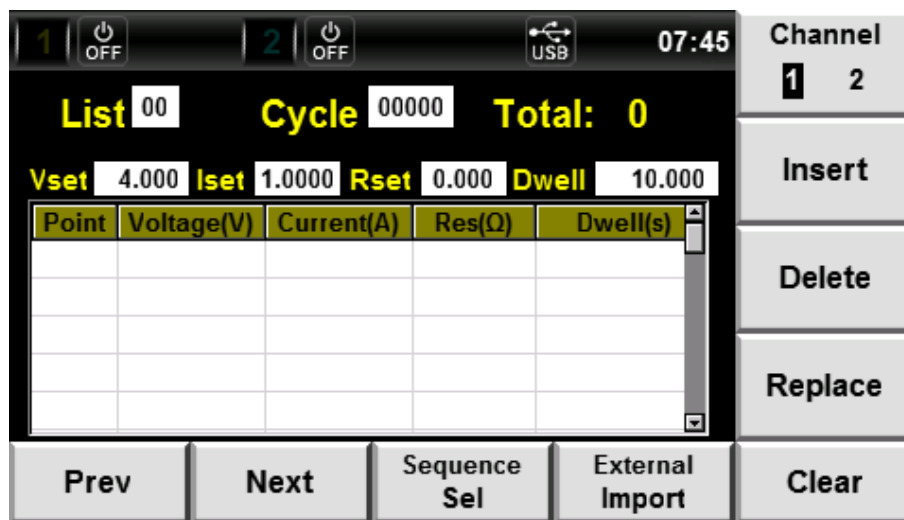 1 OFF 2 OFF USB 07:45
Channel
1 2
List 00 Cycle 00000 Total: 0
Vset 4.000 Iset 1.0000 Rset 0.000 Dwell 10.000
Point Voltage(V) Current(A) Res(Ω) Dwell(s)
Insert
Delete
Replace
Prev
Next
Sequence
Sel
External
Import
Clear